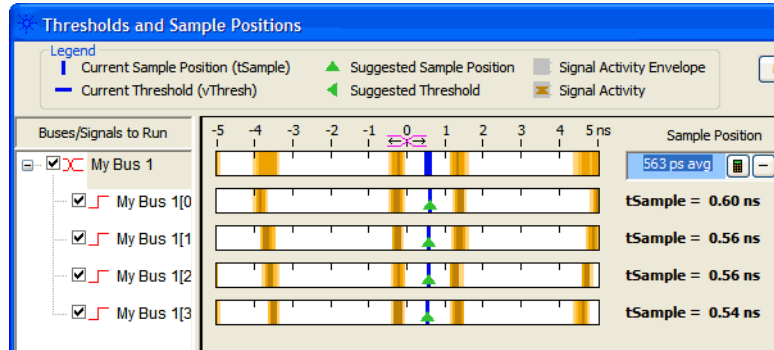 Thresholds and Sample Positions
Legend
Current Sample Position (tSample)
Suggested Sample Position
Signal Activity Envelope
Current Threshold (vThresh)
Suggested Threshold
Signal Activity
Buses/Signals to Run
-5 -4 -3 -2 -1 0 1 2 3 4 5 ns
Sample Position
My Bus 1
563 ps avg
My Bus 1[0
tSample = 0.60 ns
My Bus 1[1
tSample = 0.56 ns
My Bus 1[2
tSample = 0.56 ns
My Bus 1[3
tSample = 0.54 ns